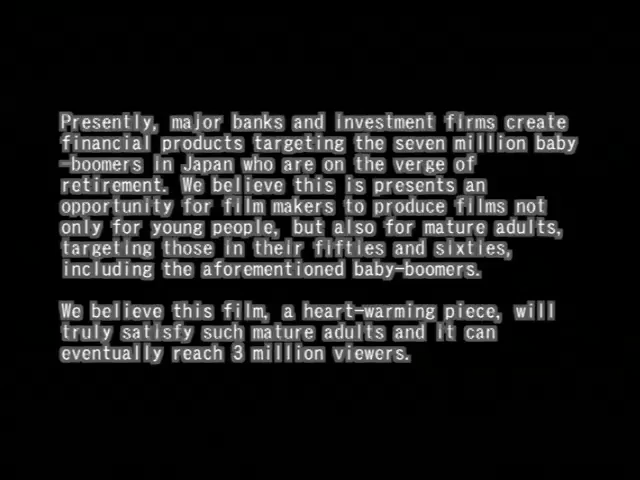 Presently, major banks and investment firms create
financial products targeting the seven million baby
-boomers in Japan who are on the verge of
retirement. We believe this is presents an
opportunity for film makers to produce films not
only for young people, but also for mature adults,
targeting those in their fifties and sixties,
including the aforementioned baby-boomers.
We believe this film, a heart-warming piece, will
truly satisfy such mature adults and it can
eventually reach 3 million viewers.